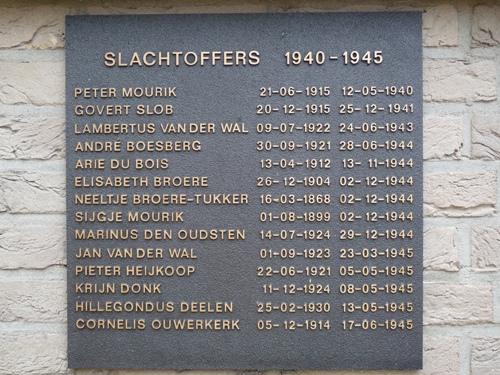 SLACHTOFFERS 1940-1945
PETER MOURIK 21-06-1915 12-05-1940
GOVERT SLOB 20-12-1915 25-12-1941
LAMBERTUS VAN DER WAL 09-07-1922 24-06-1943
ANDRÉ BOESBERG 30-09-1921 28-06-1944
ARIE DU BOIS 13-04-1912 13-11-1944
ELISABETH BROERE 26-12-1904 02-12-1944
NEELTJE BROERE-TUKKER 16-03-1868 02-12-1944
SIJGJE MOURIK 01-08-1899 02-12-1944
MARINUS DEN OUDSTEN 14-07-1924 29-12-1944
JAN VAN DER WAL 01-09-1923 23-03-1945
PIETER HEIJKOOP 22-06-1921 05-05-1945
KRIJN DONK 11-12-1924 08-05-1945
HILLEGONDUS DEELEN 25-02-1930 13-05-1945
CORNELIS OUWERKERK 05-12-1914 17-06-1945